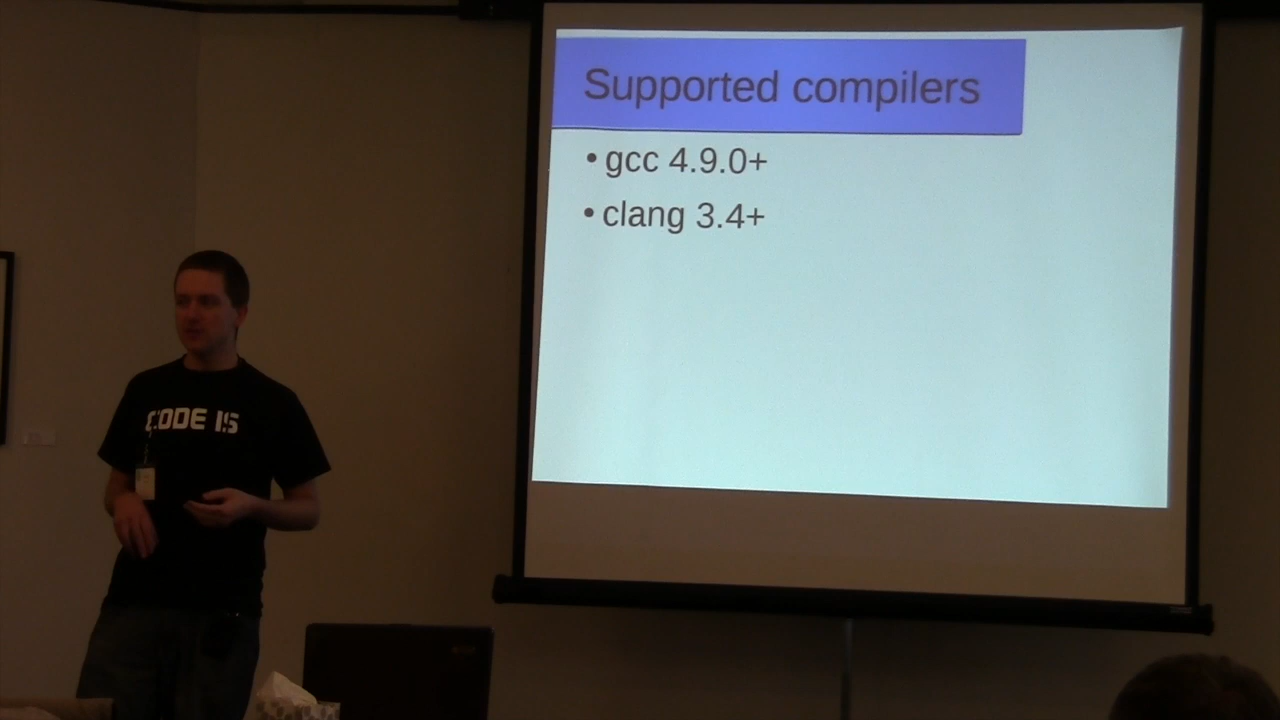 Supported compilers
• gcc 4.9.0+
• clang 3.4+
CODE IS